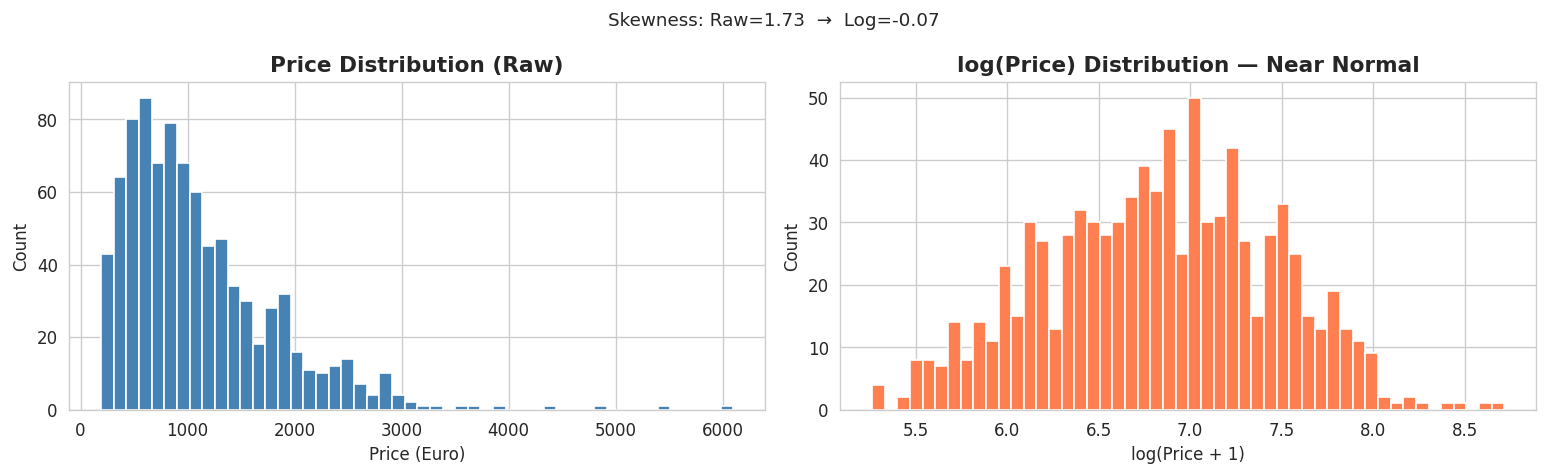 Skewness: Raw=1.73 → Log=-0.07
Price Distribution (Raw)
80
60
40
20
0
Count
0 1000 2000 3000 4000 5000 6000
Price (Euro)
log(Price) Distribution — Near Normal
50
40
30
20
10
0
Count
5.5 6.0 6.5 7.0 7.5 8.0 8.5
log(Price + 1)